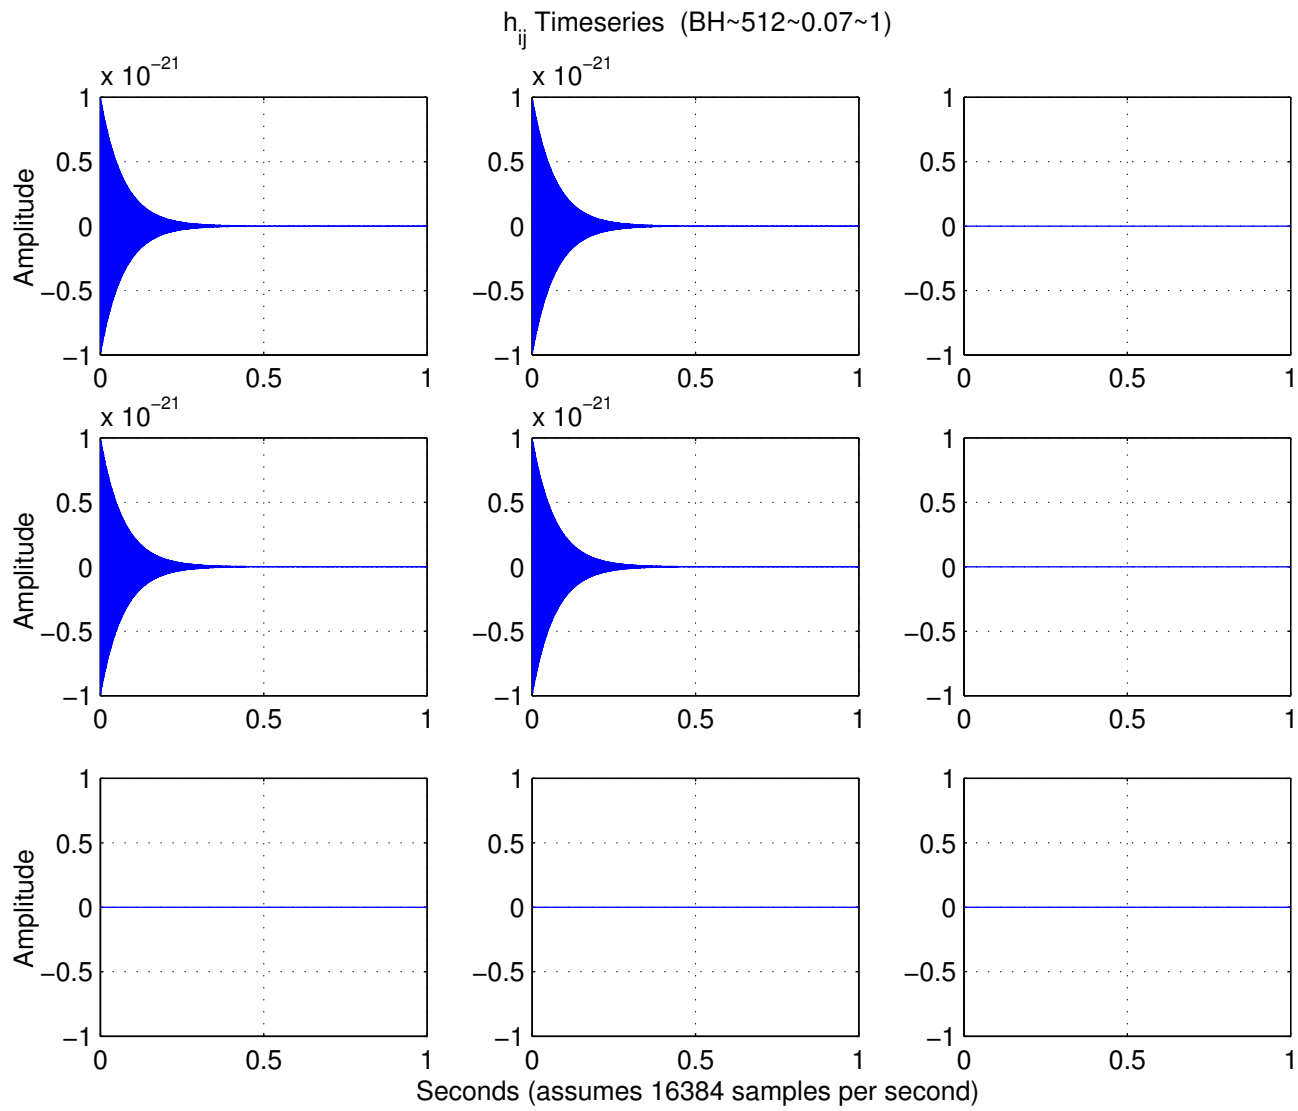 h_ij Timeseries (BH~512~0.07~1)
x 10^−21 x 10^−21
1 1 1
0.5 0.5 0.5
Amplitude 0 0 0
−0.5 −0.5 −0.5
−1 −1 −1
0 0.5 1 0 0.5 1 0 0.5 1
x 10^−21 x 10^−21
1 1 1
0.5 0.5 0.5
Amplitude 0 0 0
−0.5 −0.5 −0.5
−1 −1 −1
0 0.5 1 0 0.5 1 0 0.5 1
1 1 1
0.5 0.5 0.5
Amplitude 0 0 0
−0.5 −0.5 −0.5
−1 −1 −1
0 0.5 1 0 0.5 1 0 0.5 1
Seconds (assumes 16384 samples per second)